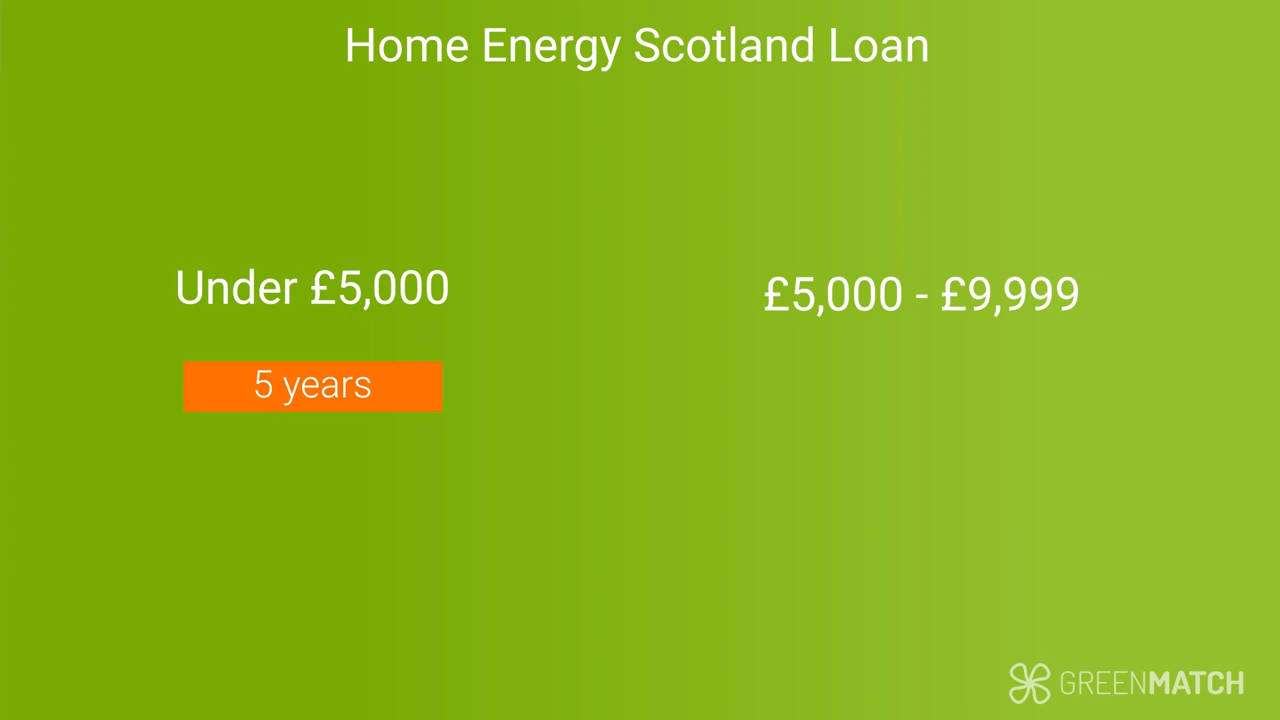 Home Energy Scotland Loan
Under £5,000
£5,000 - £9,999
5 years
GREENMATCH